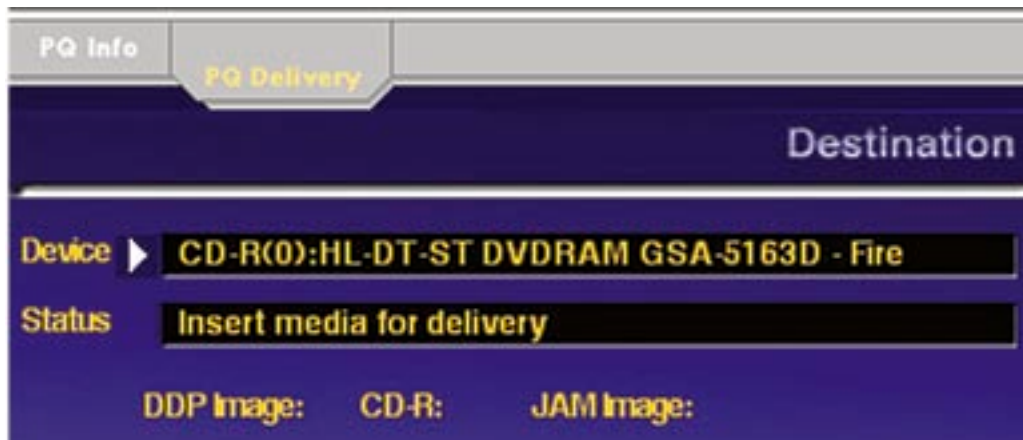 PQ Info
PQ Delivery
Destination
Device CD-R(0):HL-DT-ST DVDRAM GSA-5163D - Fire
Status Insert media for delivery
DDP Image: CD-R: JAM Image: